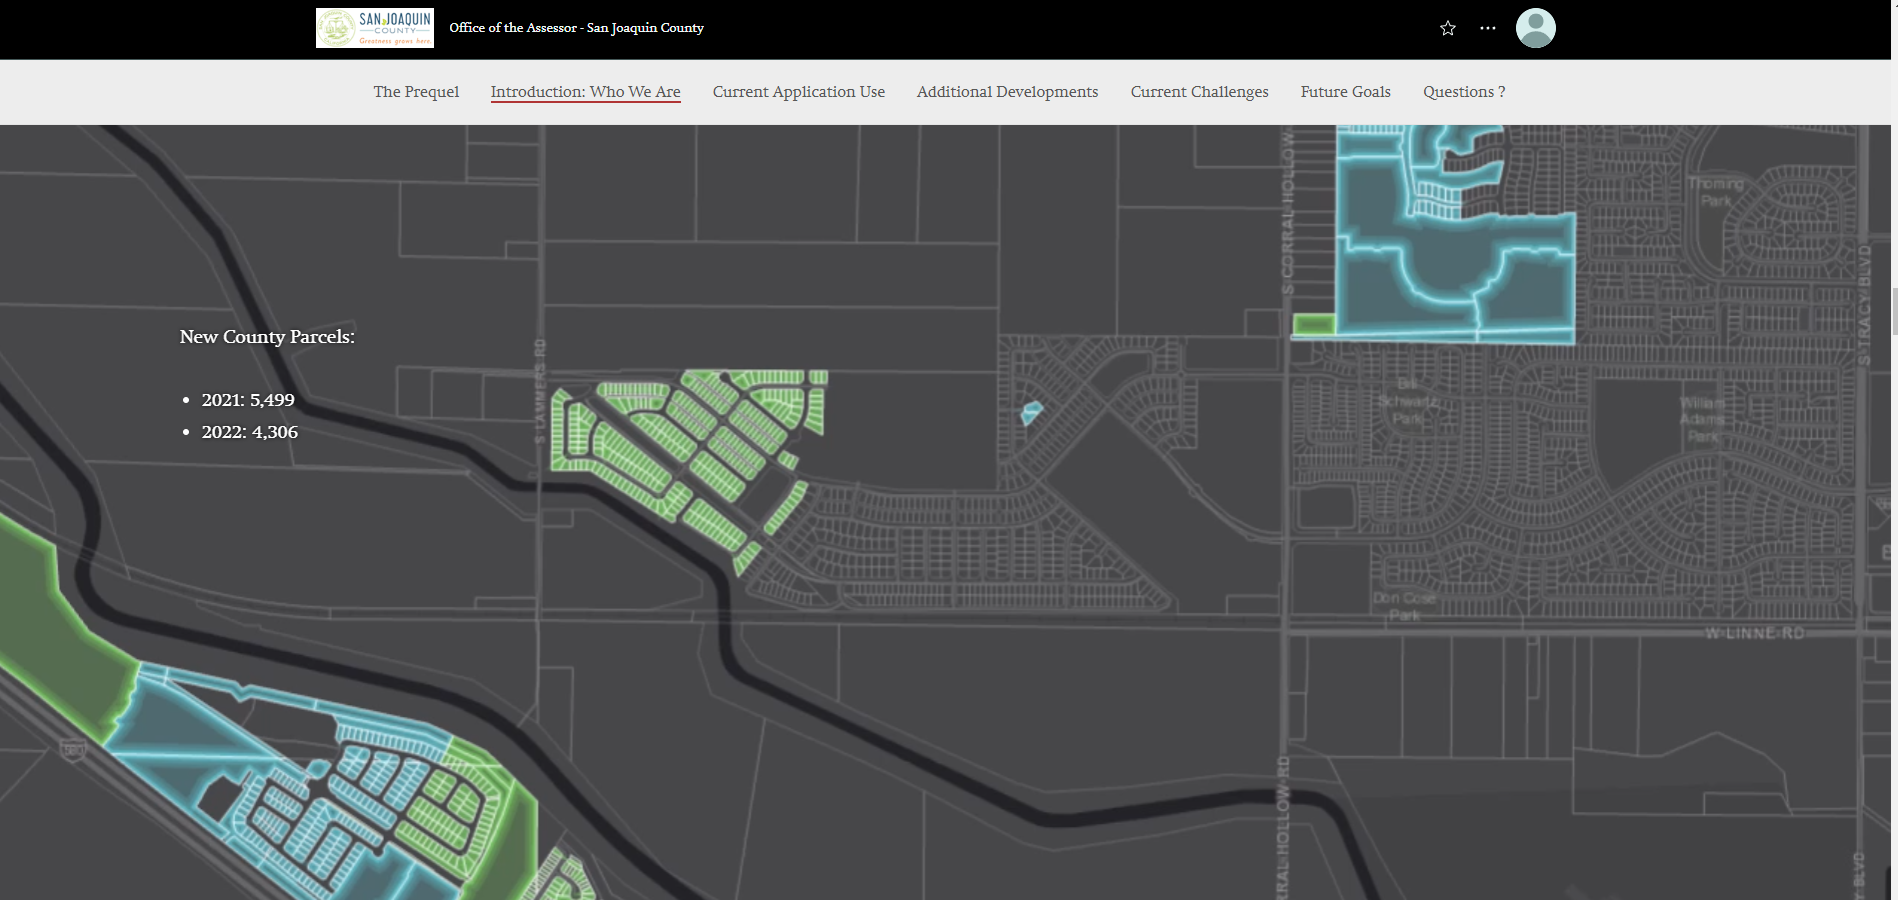 SAN JOAQUIN
COUNTY
Greatness grows here.
Office of the Assessor - San Joaquin County
The Prequel
Introduction: Who We Are
Current Application Use
Additional Developments
Current Challenges
Future Goals
Questions ?
New County Parcels:
• 2021: 5,499
• 2022: 4,306
S LAMMERS RD
S CORRAL HOLLOW
Thoming
Park
S TRACY BLVD
Bill
Schwartz
Park
William
Adams
Park
Don Cose
Park
W LINNE RD
580
RRAL HOLLOW RD
Y BLVD